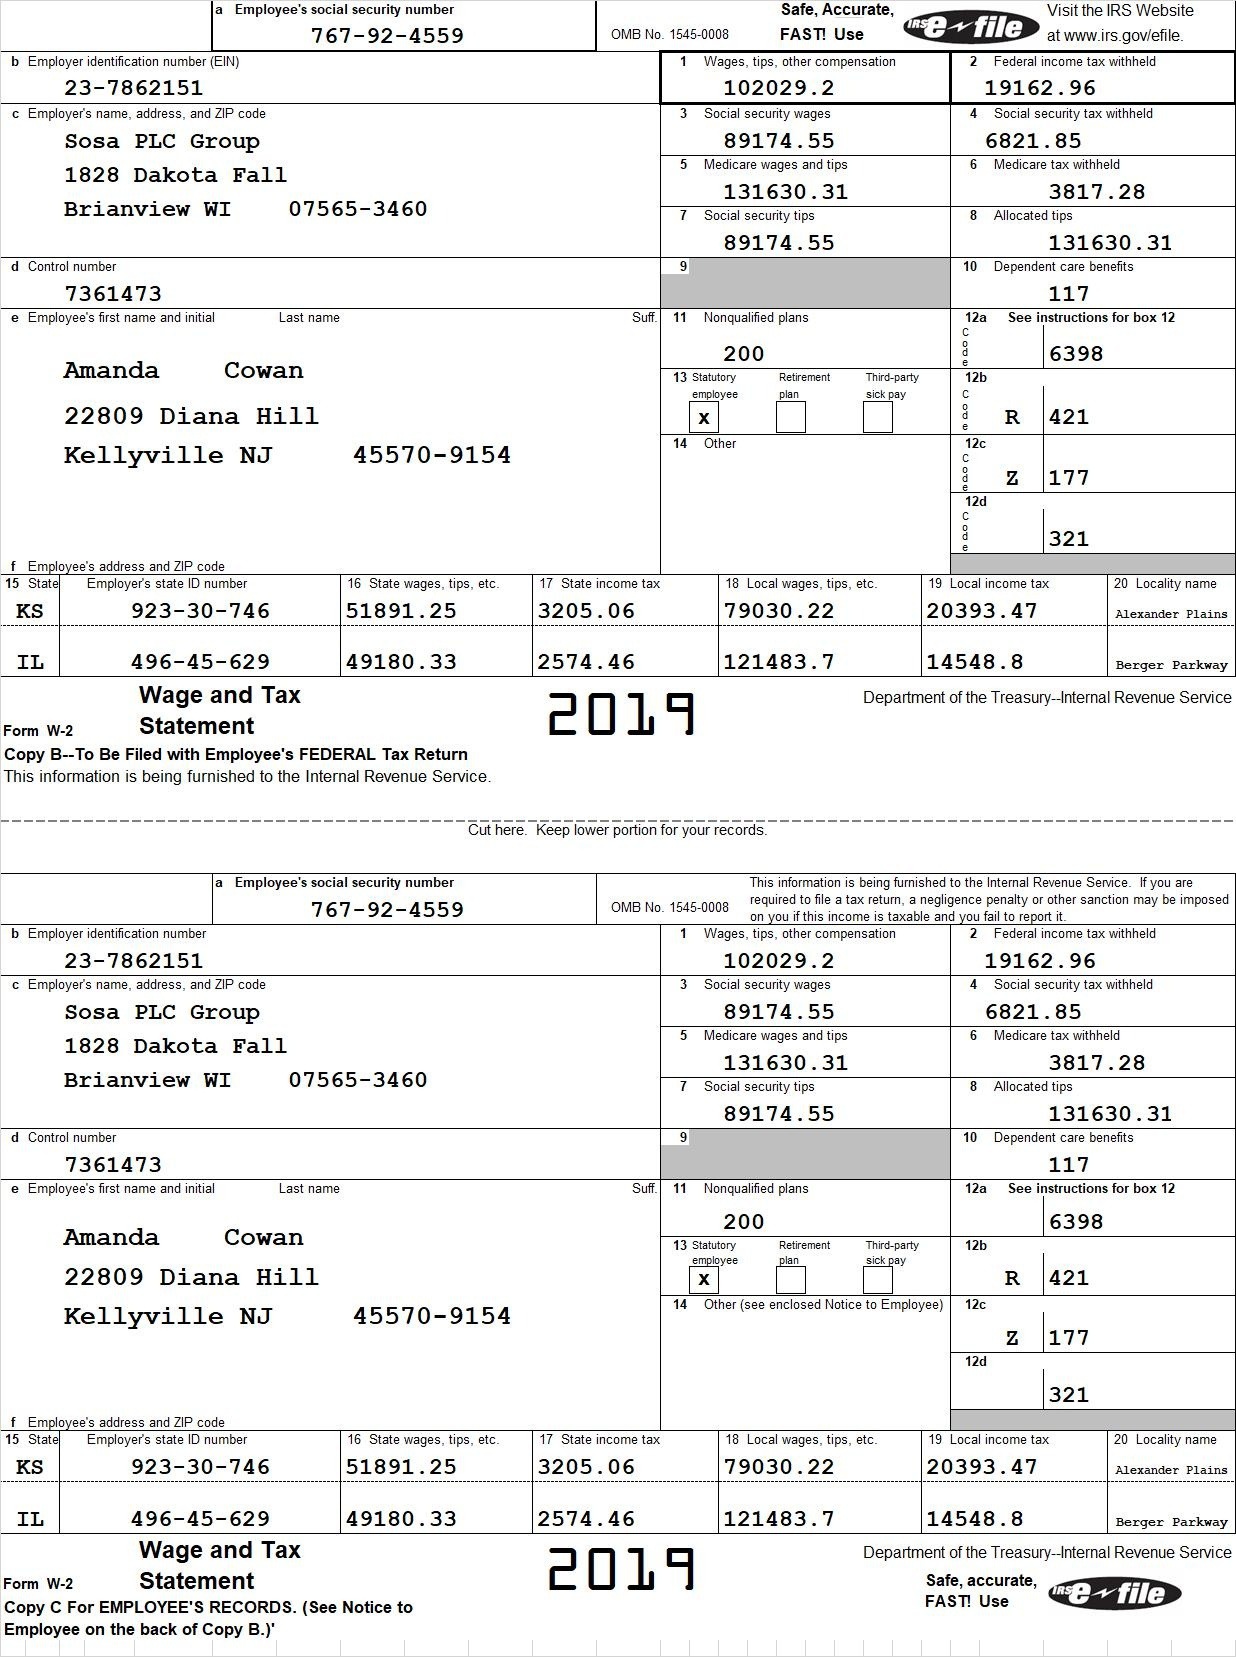 a Employee's social security number
767-92-4559
OMB No. 1545-0008
Safe, Accurate,
FAST! Use
IRS e-file
Visit the IRS Website
at www.irs.gov/efile.
b Employer identification number (EIN)
23-7862151
1 Wages, tips, other compensation
102029.2
2 Federal income tax withheld
19162.96
c Employer's name, address, and ZIP code
Sosa PLC Group
1828 Dakota Fall
Brianview WI 07565-3460
3 Social security wages
89174.55
4 Social security tax withheld
6821.85
5 Medicare wages and tips
131630.31
6 Medicare tax withheld
3817.28
7 Social security tips
89174.55
8 Allocated tips
131630.31
d Control number
7361473
9
10 Dependent care benefits
117
e Employee's first name and initial Last name Suff.
Amanda Cowan
22809 Diana Hill
Kellyville NJ 45570-9154
11 Nonqualified plans
200
12a See instructions for box 12
Code
6398
13 Statutory employee Retirement plan Third-party sick pay
x
12b
Code
R 421
14 Other
12c
Code
Z 177
12d
Code
321
f Employee's address and ZIP code
15 State Employer's state ID number 16 State wages, tips, etc. 17 State income tax 18 Local wages, tips, etc. 19 Local income tax 20 Locality name
KS 923-30-746 51891.25 3205.06 79030.22 20393.47 Alexander Plains
IL 496-45-629 49180.33 2574.46 121483.7 14548.8 Berger Parkway
Form W-2
Wage and Tax
Statement
2019
Department of the Treasury--Internal Revenue Service
Copy B--To Be Filed with Employee's FEDERAL Tax Return
This information is being furnished to the Internal Revenue Service.
Cut here. Keep lower portion for your records.
a Employee's social security number
767-92-4559
OMB No. 1545-0008
This information is being furnished to the Internal Revenue Service. If you are
required to file a tax return, a negligence penalty or other sanction may be imposed
on you if this income is taxable and you fail to report it.
b Employer identification number
23-7862151
1 Wages, tips, other compensation
102029.2
2 Federal income tax withheld
19162.96
c Employer's name, address, and ZIP code
Sosa PLC Group
1828 Dakota Fall
Brianview WI 07565-3460
3 Social security wages
89174.55
4 Social security tax withheld
6821.85
5 Medicare wages and tips
131630.31
6 Medicare tax withheld
3817.28
7 Social security tips
89174.55
8 Allocated tips
131630.31
d Control number
7361473
9
10 Dependent care benefits
117
e Employee's first name and initial Last name Suff.
Amanda Cowan
22809 Diana Hill
Kellyville NJ 45570-9154
11 Nonqualified plans
200
12a See instructions for box 12
6398
13 Statutory employee Retirement plan Third-party sick pay
x
12b
R 421
14 Other (see enclosed Notice to Employee)
12c
Z 177
12d
321
f Employee's address and ZIP code
15 State Employer's state ID number 16 State wages, tips, etc. 17 State income tax 18 Local wages, tips, etc. 19 Local income tax 20 Locality name
KS 923-30-746 51891.25 3205.06 79030.22 20393.47 Alexander Plains
IL 496-45-629 49180.33 2574.46 121483.7 14548.8 Berger Parkway
Form W-2
Wage and Tax
Statement
2019
Department of the Treasury--Internal Revenue Service
Safe, accurate,
FAST! Use
IRS e-file
Copy C For EMPLOYEE'S RECORDS. (See Notice to
Employee on the back of Copy B.)'